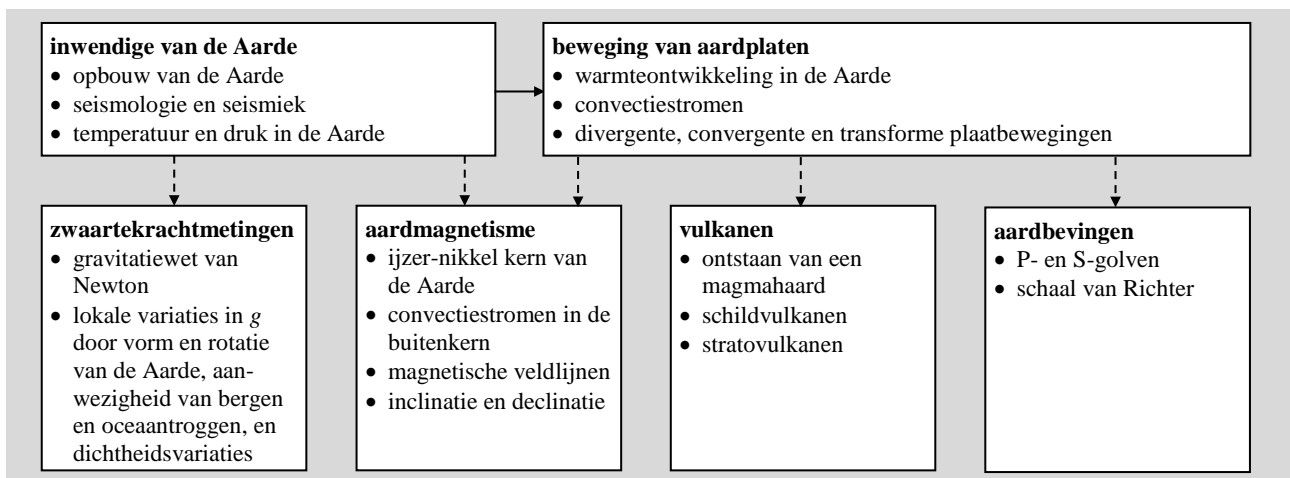 inwendige van de Aarde
• opbouw van de Aarde
• seismologie en seismiek
• temperatuur en druk in de Aarde
beweging van aardplaten
• warmteontwikkeling in de Aarde
• convectiestromen
• divergente, convergente en transforme plaatbewegingen
zwaartekrachtmetingen
• gravitatiewet van
Newton
• lokale variaties in g
door vorm en rotatie
van de Aarde, aan-
wezigheid van bergen
en oceaantroggen, en
dichtheidsvariaties
aardmagnetisme
• ijzer-nikkel kern van
de Aarde
• convectiestromen in de
buitenkern
• magnetische veldlijnen
• inclinatie en declinatie
vulkanen
• ontstaan van een
magmahaard
• schildvulkanen
• stratovulkanen
aardbevingen
• P- en S-golven
• schaal van Richter